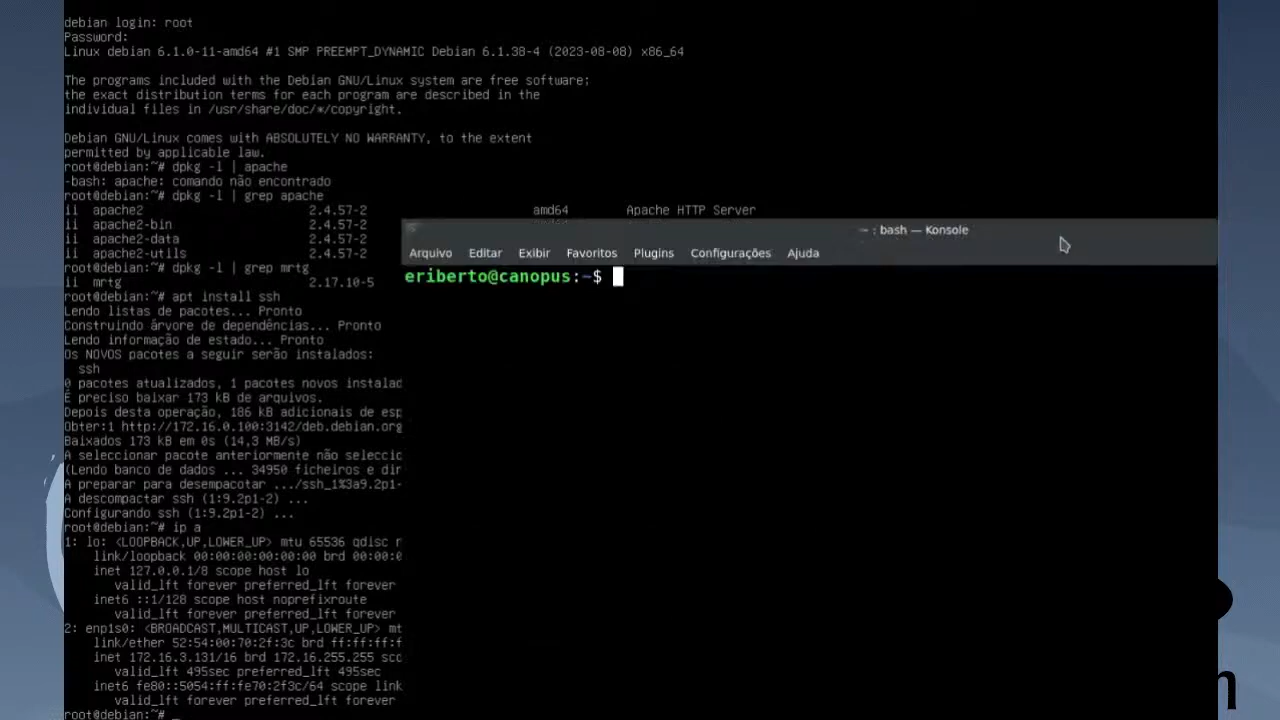 debian login: root
Password:
Linux debian 6.1.0-11-amd64 #1 SMP PREEMPT_DYNAMIC Debian 6.1.38-4 (2023-08-08) x86_64
The programs included with the Debian GNU/Linux system are free software;
the exact distribution terms for each program are described in the
individual files in /usr/share/doc/*/copyright.
Debian GNU/Linux comes with ABSOLUTELY NO WARRANTY, to the extent
permitted by applicable law.
root@debian:~# dpkg -l | apache
-bash: apache: comando não encontrado
root@debian:~# dpkg -l | grep apache
ii apache2 2.4.57-2 amd64 Apache HTTP Server
ii apache2-bin 2.4.57-2
ii apache2-data 2.4.57-2
ii apache2-utils 2.4.57-2
root@debian:~# dpkg -l | grep mrtg
ii mrtg 2.17.10-5
root@debian:~# apt install ssh
Lendo listas de pacotes... Pronto
Construindo árvore de dependências... Pronto
Lendo informação de estado... Pronto
Os NOVOS pacotes a seguir serão instalados:
ssh
0 pacotes atualizados, 1 pacotes novos instalad
É preciso baixar 173 kB de arquivos.
Depois desta operação, 186 kB adicionais de esp
Obter:1 http://172.16.0.100:3142/deb.debian.org
Baixados 173 kB em 0s (14,3 MB/s)
A seleccionar pacote anteriormente não selecci
(Lendo banco de dados ... 34950 ficheiros e dir
A preparar para desempacotar .../ssh_1%3a9.2p1-
A descompactar ssh (1:9.2p1-2) ...
Configurando ssh (1:9.2p1-2) ...
root@debian:~# ip a
1: lo: <LOOPBACK,UP,LOWER_UP> mtu 65536 qdisc n
link/loopback 00:00:00:00:00:00 brd 00:00:0
inet 127.0.0.1/8 scope host lo
valid_lft forever preferred_lft forever
inet6 ::1/128 scope host noprefixroute
valid_lft forever preferred_lft forever
2: enp1s0: <BROADCAST,MULTICAST,UP,LOWER_UP> mt
link/ether 52:54:00:70:2f:3c brd ff:ff:ff:f
inet 172.16.3.131/16 brd 172.16.255.255 sco
valid_lft 495sec preferred_lft 495sec
inet6 fe80::5054:ff:fe70:2f3c/64 scope link
valid_lft forever preferred_lft forever
root@debian:~# _
~ : bash — Konsole
Arquivo Editar Exibir Favoritos Plugins Configurações Ajuda
eriberto@canopus:~$